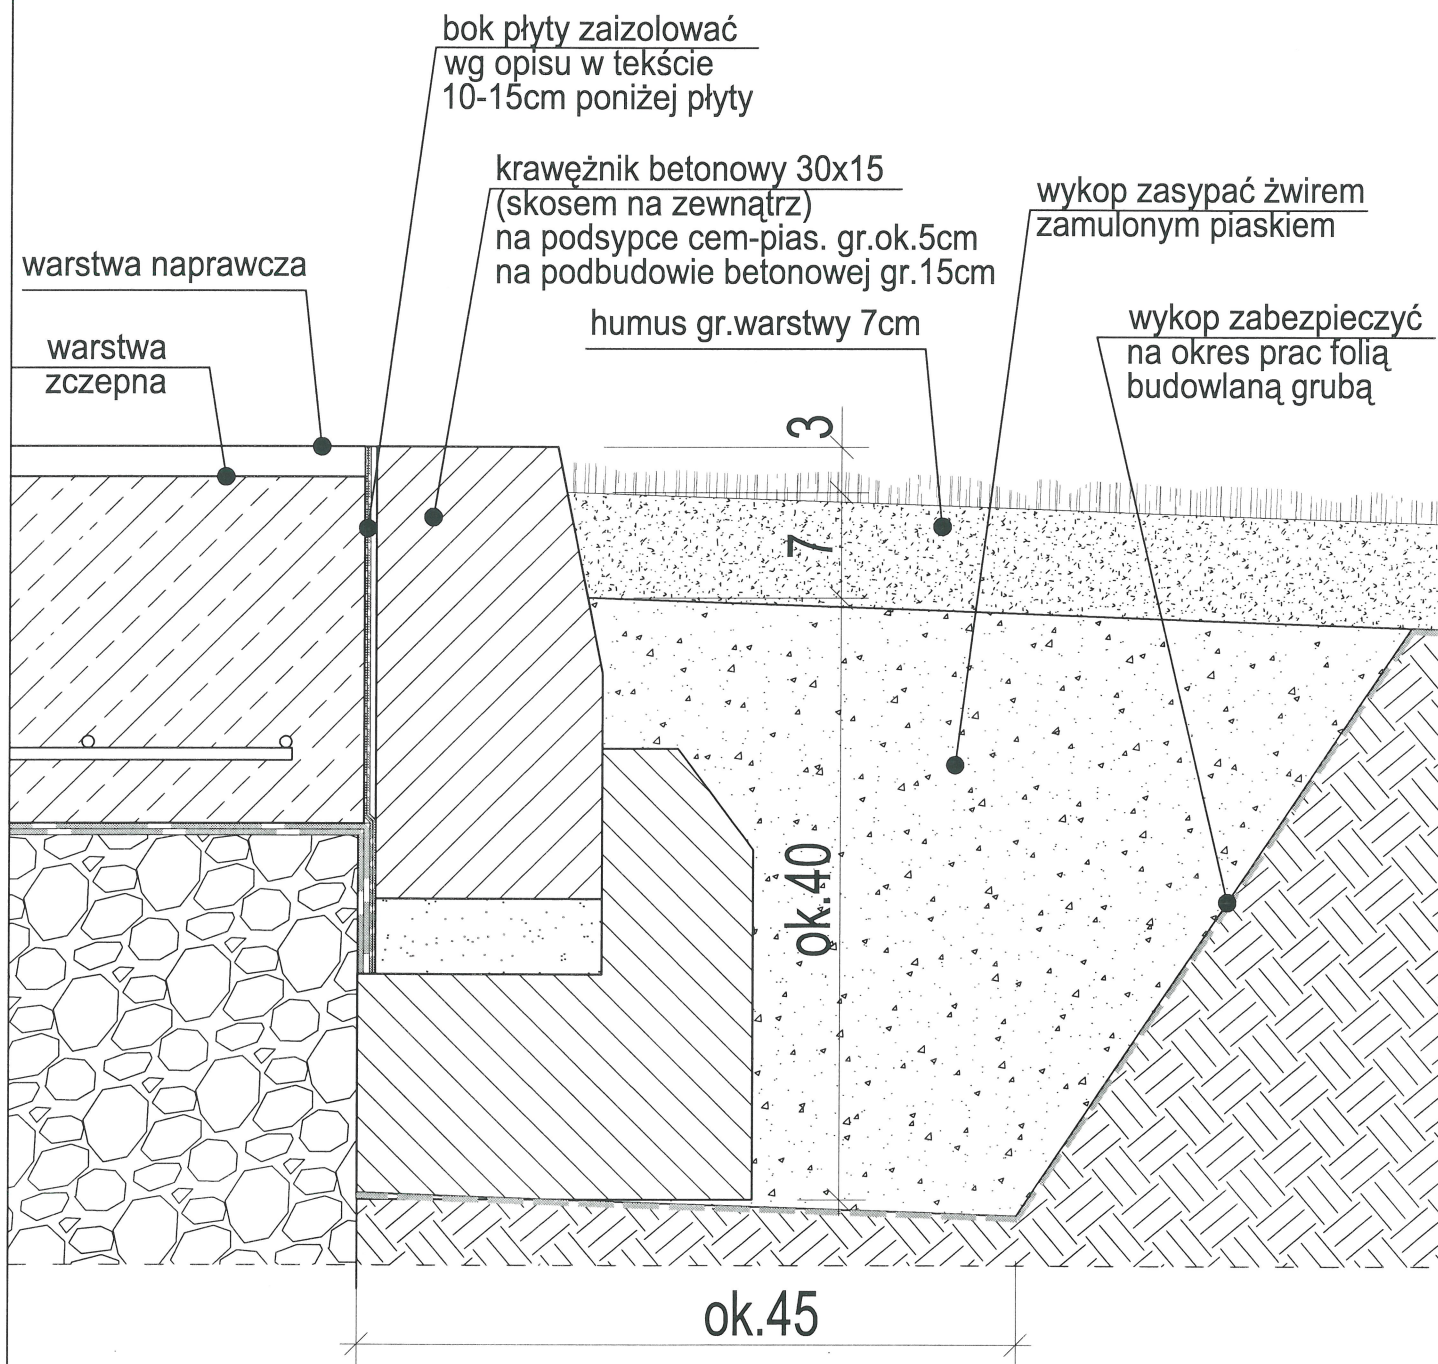 bok płyty zaizolować
wg opisu w tekście
10-15cm poniżej płyty
krawężnik betonowy 30x15
(skosem na zewnątrz)
na podsypce cem-pias. gr.ok.5cm
na podbudowie betonowej gr.15cm
wykop zasypać żwirem
zamulonym piaskiem
warstwa naprawcza
humus gr.warstwy 7cm
wykop zabezpieczyć
na okres prac folią
budowlaną grubą
warstwa
zczepna
3
7
ok.40
ok.45